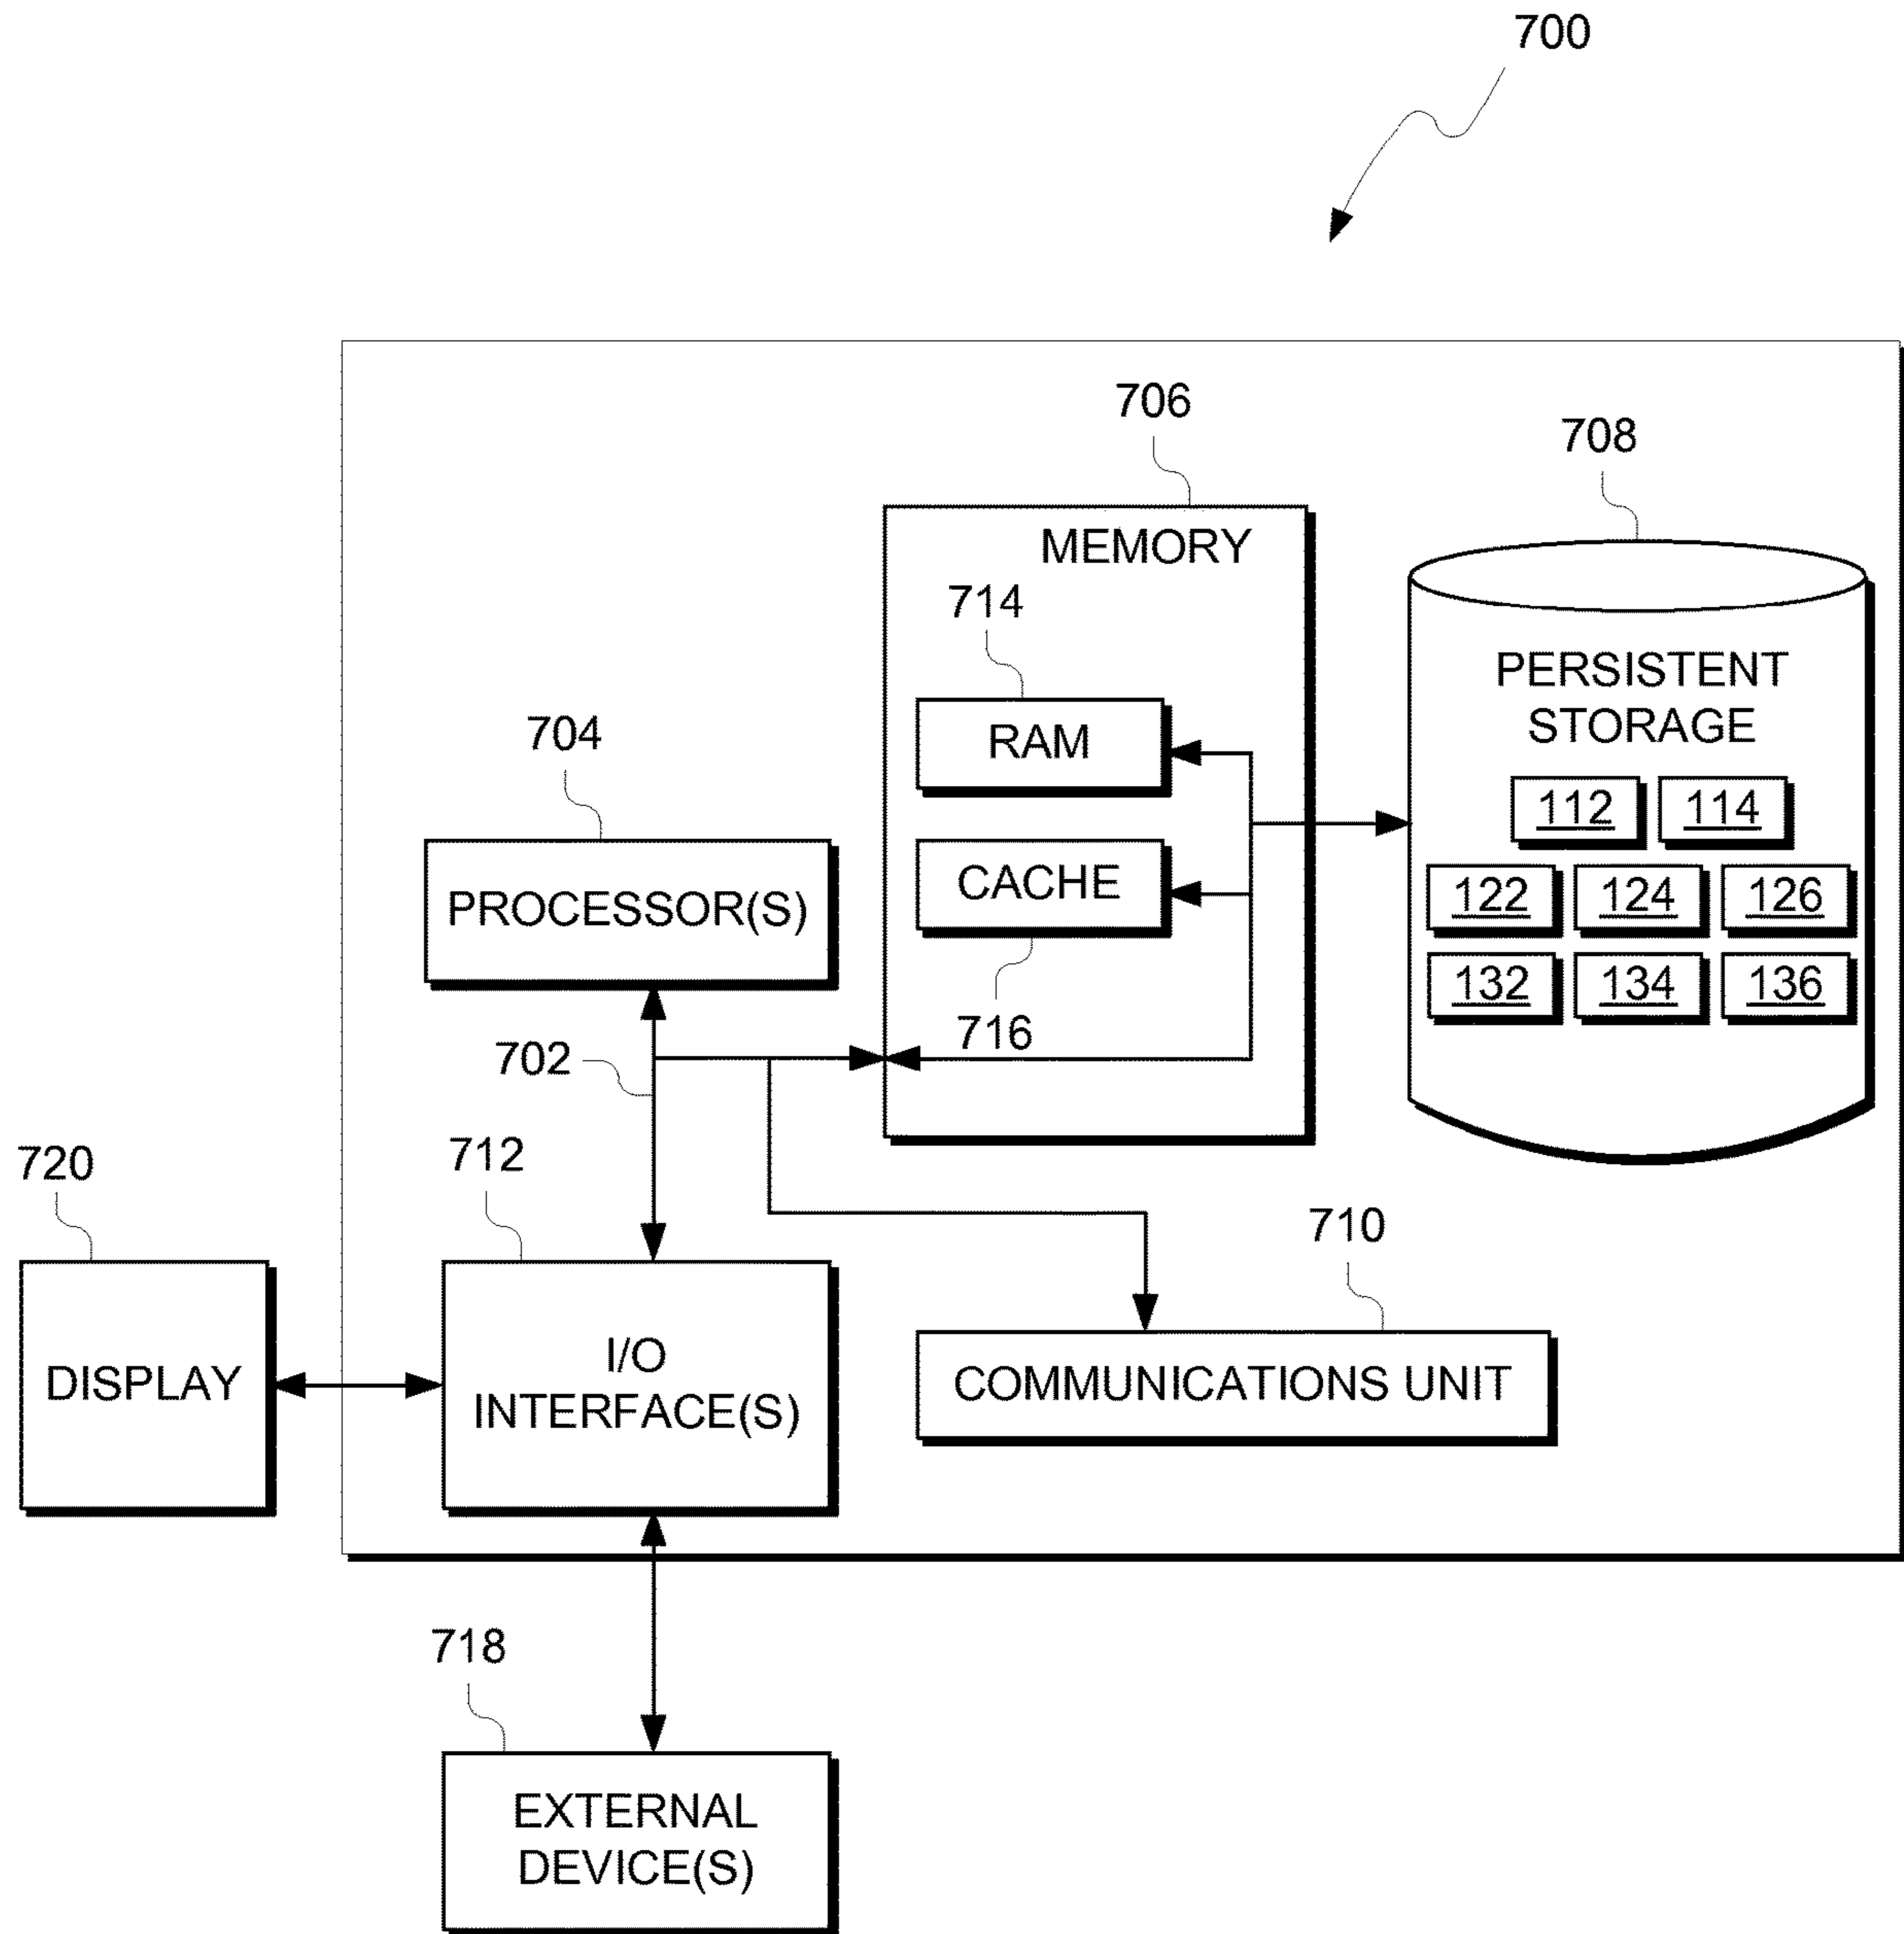 700
706
708
MEMORY
714
PERSISTENT
STORAGE
RAM
704
112 114
CACHE
PROCESSOR(S)
122 124 126
132 134 136
716
702
720
712
710
I/O
INTERFACE(S)
DISPLAY
COMMUNICATIONS UNIT
718
EXTERNAL
DEVICE(S)